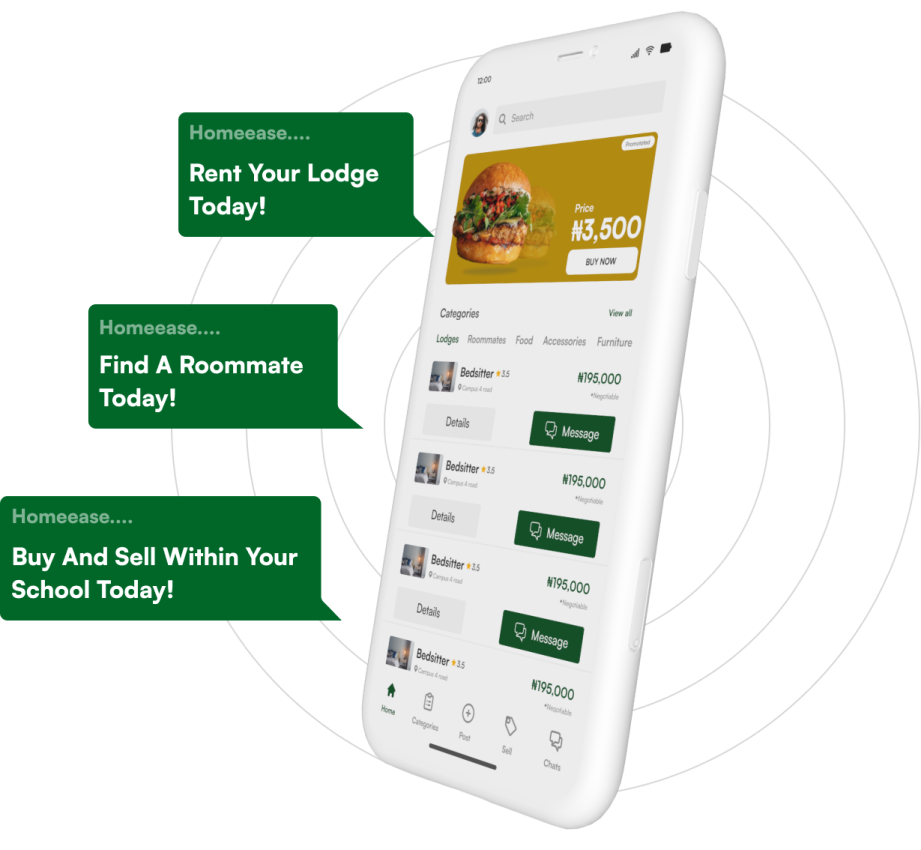 Homeease....
Rent Your Lodge
Today!
Homeease....
Find A Roommate
Today!
Homeease....
Buy And Sell Within Your
School Today!
12:00
Search
Promotated
Price
₦3,500
BUY NOW
Categories
View all
Lodges Roommates Food Accessories Furniture
Bedsitter 3.5
₦195,000
Campus 4 road
*Negotiable
Details
Message
Bedsitter 3.5
₦195,000
Campus 4 road
*Negotiable
Details
Message
Bedsitter 3.5
₦195,000
Campus 4 road
*Negotiable
Details
Message
Bedsitter 3.5
₦195,000
Campus 4 road
*Negotiable
Home
Categories
Post
Sell
Chats